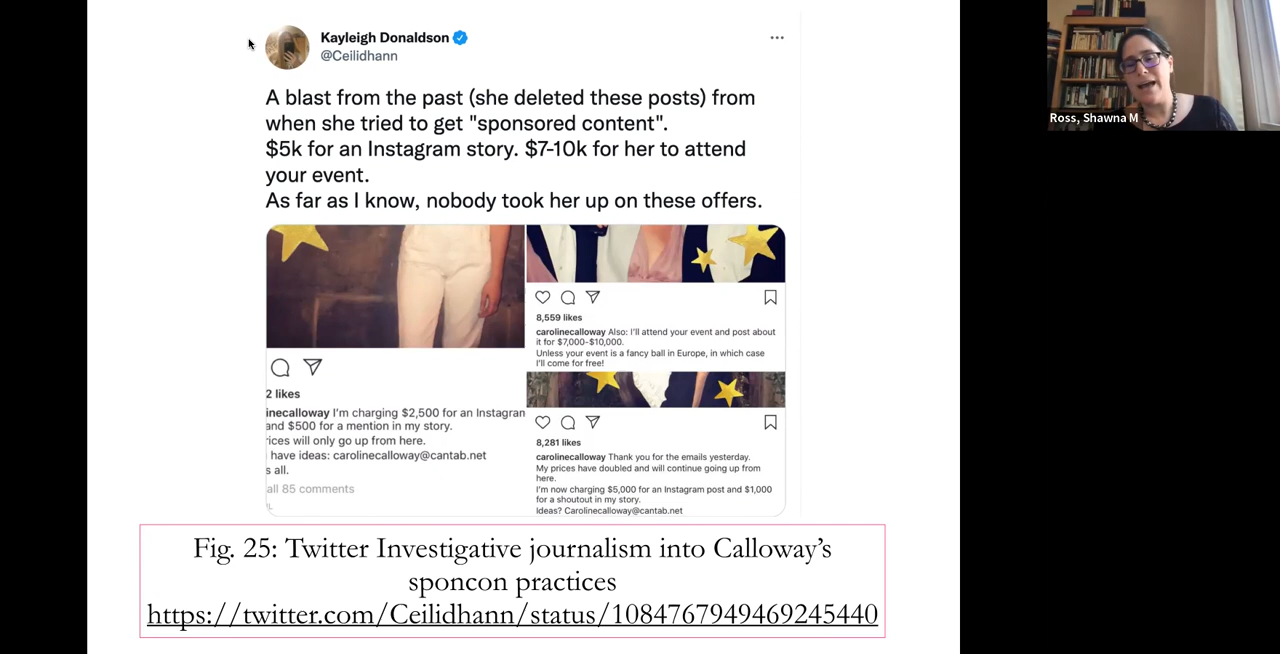 Kayleigh Donaldson
@Ceilidhann
A blast from the past (she deleted these posts) from
when she tried to get "sponsored content".
$5k for an Instagram story. $7-10k for her to attend
your event.
As far as I know, nobody took her up on these offers.
2 likes
inecalloway I'm charging $2,500 for an Instagran
and $500 for a mention in my story.
rices will only go up from here.
have ideas: carolinecalloway@cantab.net
s all.
all 85 comments
8,559 likes
carolinecalloway Also: I'll attend your event and post about
it for $7,000-$10,000.
Unless your event is a fancy ball in Europe, in which case
I'll come for free!
8,281 likes
carolinecalloway Thank you for the emails yesterday.
My prices have doubled and will continue going up from
here.
I'm now charging $5,000 for an Instagram post and $1,000
for a shoutout in my story.
Ideas? Carolinecalloway@cantab.net
Fig. 25: Twitter Investigative journalism into Calloway's
sponcon practices
https://twitter.com/Ceilidhann/status/1084767949469245440
Ross, Shawna M